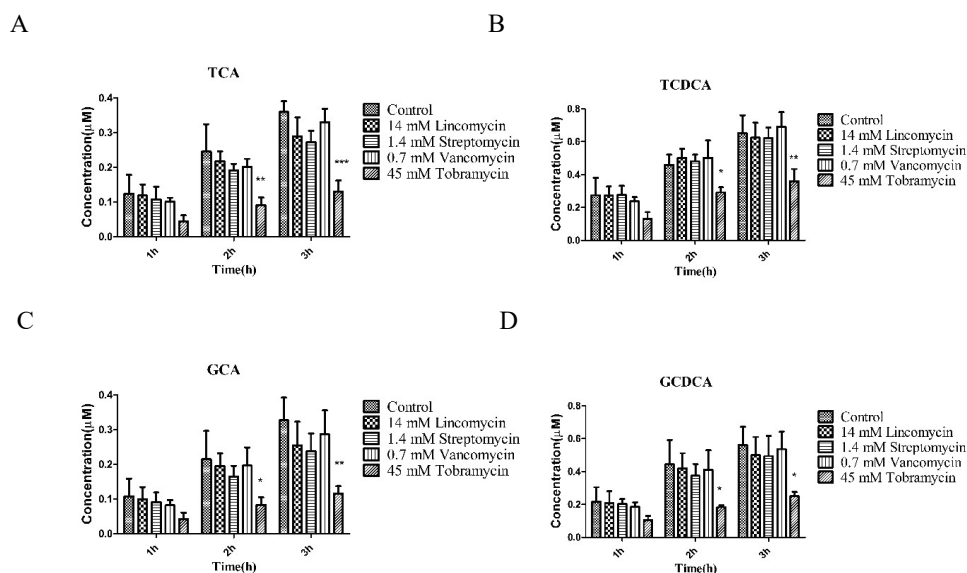 A
TCA
Concentration(μM)
0.4
0.3
0.2
0.1
0.0
1h
2h
3h
Time(h)
**
***
Control
14 mM Lincomycin
1.4 mM Streptomycin
0.7 mM Vancomycin
45 mM Tobramycin
B
TCDCA
Concentration(μM)
0.8
0.6
0.4
0.2
0.0
1h
2h
3h
Time(h)
*
**
Control
14 mM Lincomycin
1.4 mM Streptomycin
0.7 mM Vancomycin
45 mM Tobramycin
C
GCA
Concentration(μM)
0.4
0.3
0.2
0.1
0.0
1h
2h
3h
Time(h)
*
**
Control
14 mM Lincomycin
1.4 mM Streptomycin
0.7 mM Vancomycin
45 mM Tobramycin
D
GCDCA
Concentration(μM)
0.8
0.6
0.4
0.2
0.0
1h
2h
3h
Time(h)
*
*
Control
14 mM Lincomycin
1.4 mM Streptomycin
0.7 mM Vancomycin
45 mM Tobramycin